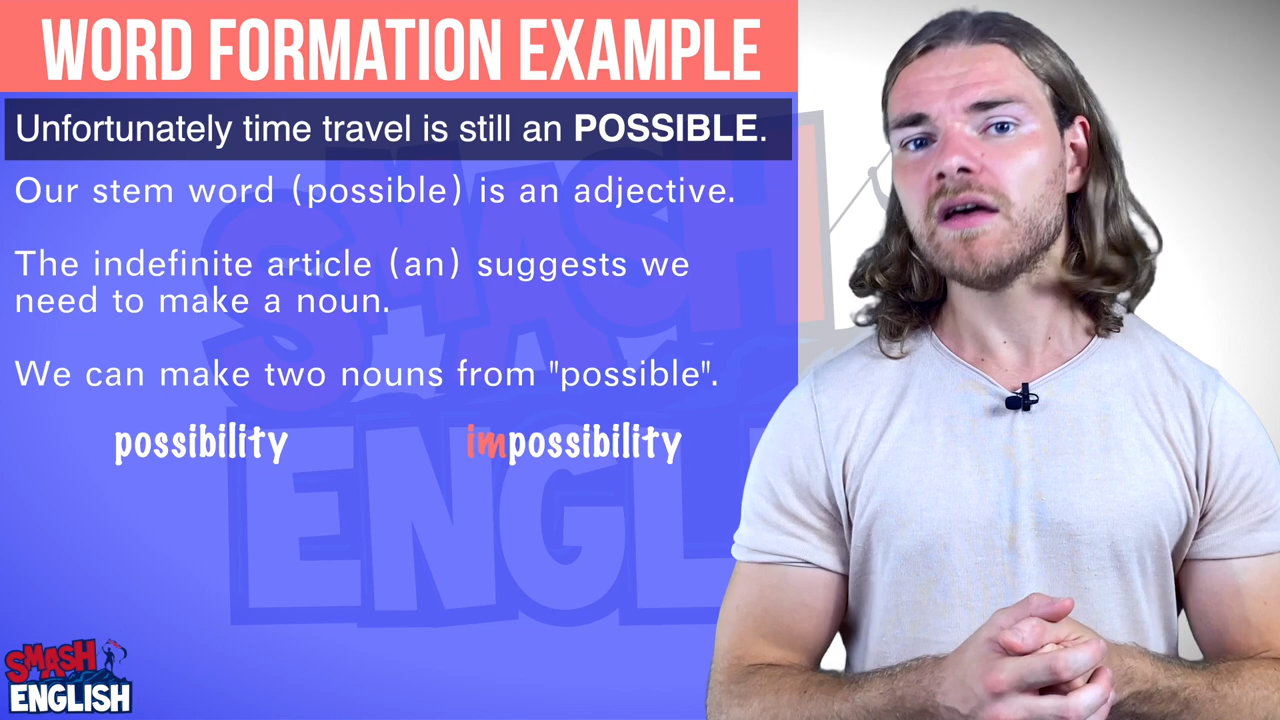 WORD FORMATION EXAMPLE
Unfortunately time travel is still an POSSIBLE.
Our stem word (possible) is an adjective.
The indefinite article (an) suggests we
need to make a noun.
We can make two nouns from "possible".
possibility impossibility
SMASH
ENGLISH
SMASH
ENGLI